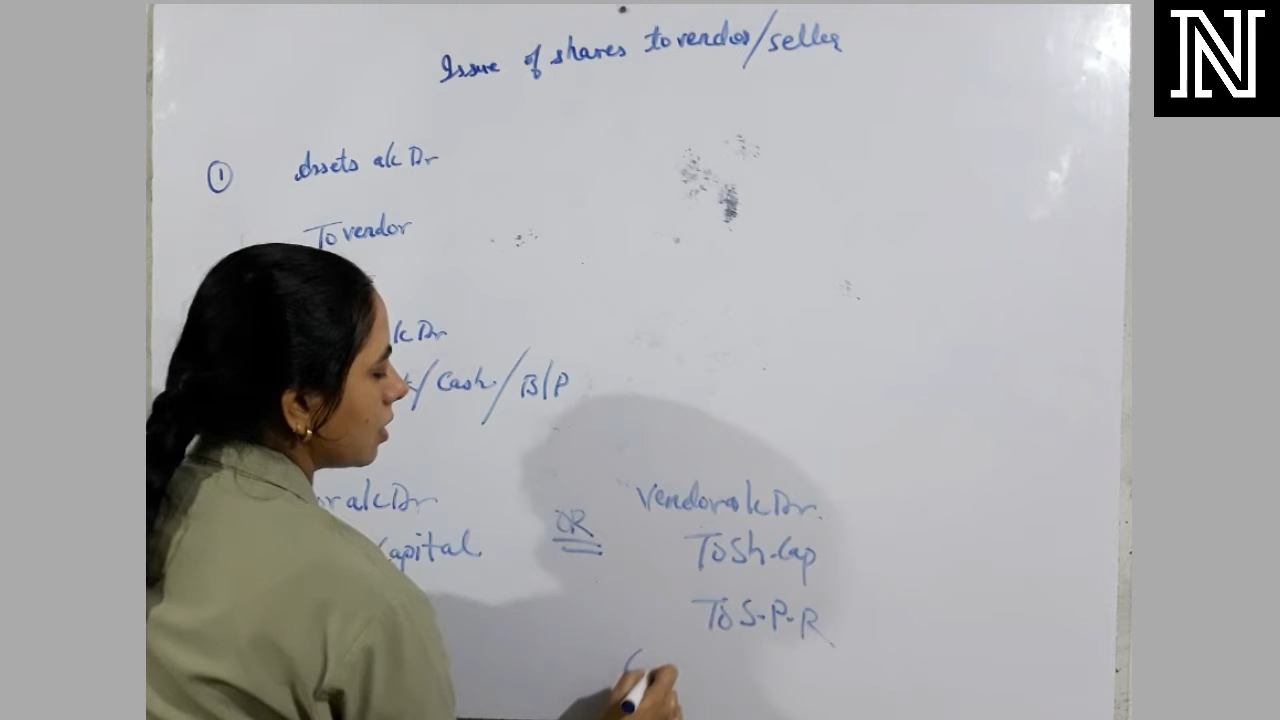 Issue of shares to vendor/seller
① Assets a/c Dr
To vendor
Dr
/Cash/B/P
a/c Dr
OR
Vendor a/c Dr.
To Sh-Cap
To S-P-R
N